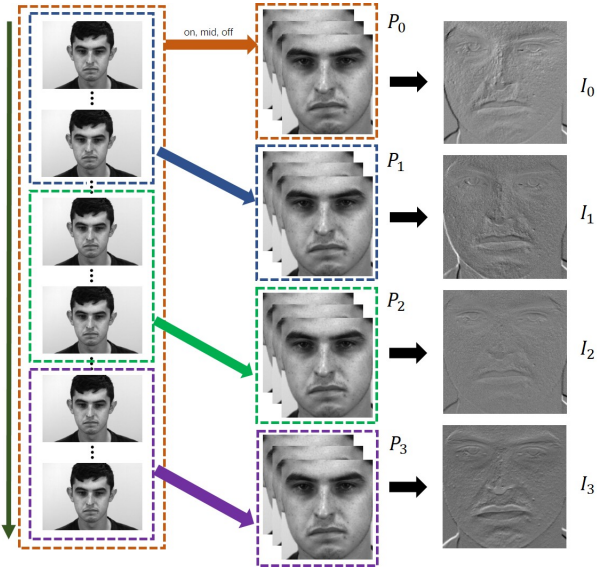 on, mid, off
P0
I0
P1
I1
P2
I2
P3
I3